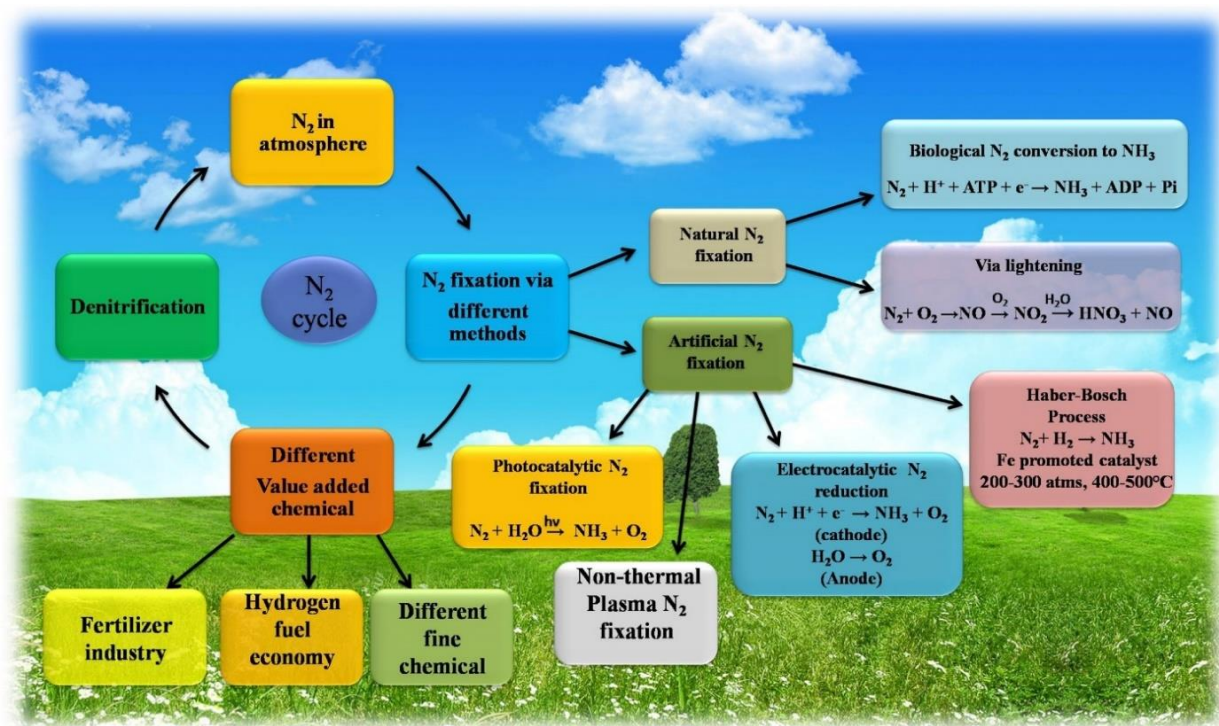 N₂ in
atmosphere
N₂ fixation via
different
methods
Denitrification
N₂
cycle
Different
Value added
chemical
Fertilizer
industry
Hydrogen
fuel
economy
Different
fine
chemical
Natural N₂
fixation
Artificial N₂
fixation
Biological N₂ conversion to NH₃
N₂ + H⁺ + ATP + e⁻ → NH₃ + ADP + Pi
Via lightening
N₂+ O₂ →NO →(O₂) NO₂ →(H₂O) HNO₃ + NO
Haber-Bosch
Process
N₂+ H₂ → NH₃
Fe promoted catalyst
200-300 atms, 400-500°C
Photocatalytic N₂
fixation
N₂ + H₂O →(hν) NH₃ + O₂
Non-thermal
Plasma N₂
fixation
Electrocatalytic N₂
reduction
N₂ + H⁺ + e⁻ → NH₃ + O₂
(cathode)
H₂O → O₂
(Anode)